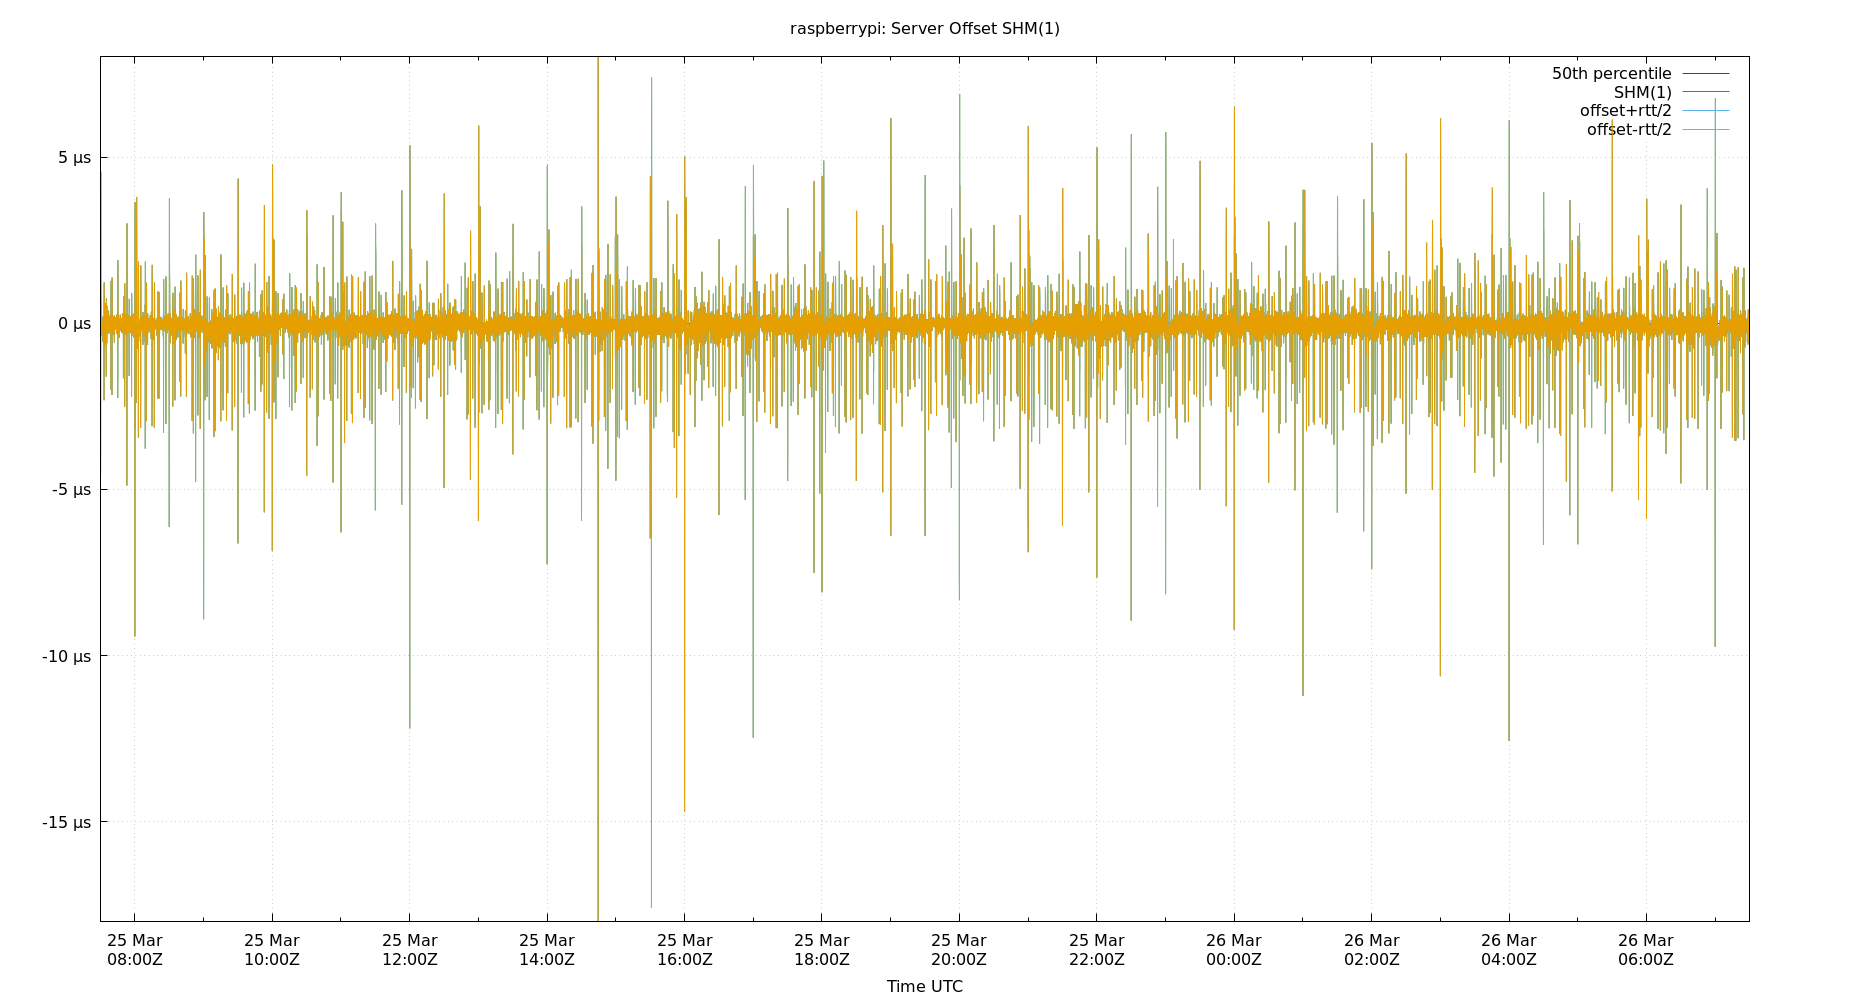 raspberrypi: Server Offset SHM(1)
50th percentile
SHM(1)
offset+rtt/2
offset-rtt/2
5 µs
0 µs
-5 µs
-10 µs
-15 µs
25 Mar 25 Mar 25 Mar 25 Mar 25 Mar 25 Mar 25 Mar 25 Mar 26 Mar 26 Mar 26 Mar 26 Mar
08:00Z 10:00Z 12:00Z 14:00Z 16:00Z 18:00Z 20:00Z 22:00Z 00:00Z 02:00Z 04:00Z 06:00Z
Time UTC